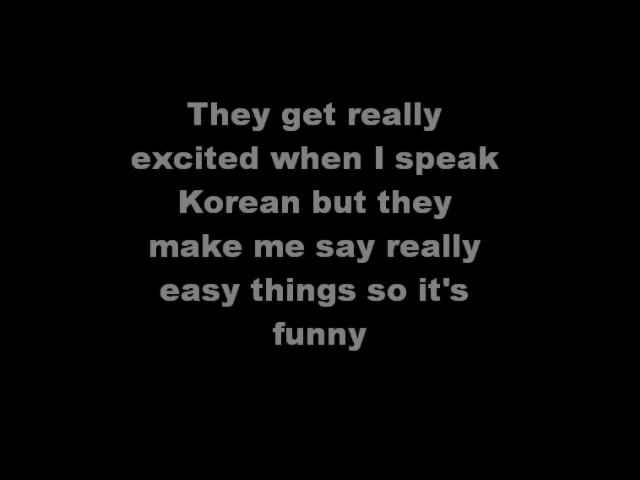 They get really
excited when I speak
Korean but they
make me say really
easy things so it's
funny